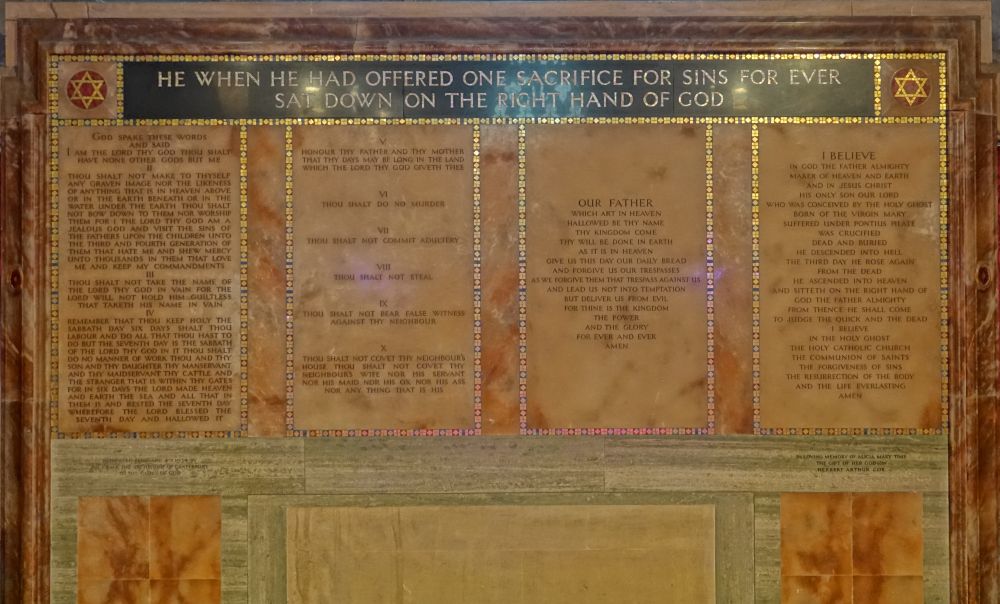 HE WHEN HE HAD OFFERED ONE SACRIFICE FOR SINS FOR EVER
SAT DOWN ON THE RIGHT HAND OF GOD
GOD SPAKE THESE WORDS
AND SAID
I AM THE LORD THY GOD THOU SHALT
HAVE NONE OTHER GODS BUT ME
II
THOU SHALT NOT MAKE TO THYSELF
ANY GRAVEN IMAGE NOR THE LIKENESS
OF ANYTHING THAT IS IN HEAVEN ABOVE
OR IN THE EARTH BENEATH OR IN THE
WATER UNDER THE EARTH THOU SHALT
NOT BOW DOWN TO THEM NOR WORSHIP
THEM FOR I THE LORD THY GOD AM A
JEALOUS GOD AND VISIT THE SINS OF
THE FATHERS UPON THE CHILDREN UNTO
THE THIRD AND FOURTH GENERATION OF
THEM THAT HATE ME AND SHEW MERCY
UNTO THOUSANDS IN THEM THAT LOVE
ME AND KEEP MY COMMANDMENTS
III
THOU SHALT NOT TAKE THE NAME OF
THE LORD THY GOD IN VAIN FOR THE
LORD WILL NOT HOLD HIM GUILTLESS
THAT TAKETH HIS NAME IN VAIN
IV
REMEMBER THAT THOU KEEP HOLY THE
SABBATH DAY SIX DAYS SHALT THOU
LABOUR AND DO ALL THAT THOU HAST TO
DO BUT THE SEVENTH DAY IS THE SABBATH
OF THE LORD THY GOD IN IT THOU SHALT
DO NO MANNER OF WORK THOU AND THY
SON AND THY DAUGHTER THY MANSERVANT
AND THY MAIDSERVANT THY CATTLE AND
THE STRANGER THAT IS WITHIN THY GATES
FOR IN SIX DAYS THE LORD MADE HEAVEN
AND EARTH THE SEA AND ALL THAT IN
THEM IS AND RESTED THE SEVENTH DAY
WHEREFORE THE LORD BLESSED THE
SEVENTH DAY AND HALLOWED IT
V
HONOUR THY FATHER AND THY MOTHER
THAT THY DAYS MAY BE LONG IN THE LAND
WHICH THE LORD THY GOD GIVETH THEE
VI
THOU SHALT DO NO MURDER
VII
THOU SHALT NOT COMMIT ADULTERY
VIII
THOU SHALT NOT STEAL
IX
THOU SHALT NOT BEAR FALSE WITNESS
AGAINST THY NEIGHBOUR
X
THOU SHALT NOT COVET THY NEIGHBOUR'S
HOUSE THOU SHALT NOT COVET THY
NEIGHBOUR'S WIFE NOR HIS SERVANT
NOR HIS MAID NOR HIS OX NOR HIS ASS
NOR ANY THING THAT IS HIS
OUR FATHER
WHICH ART IN HEAVEN
HALLOWED BE THY NAME
THY KINGDOM COME
THY WILL BE DONE IN EARTH
AS IT IS IN HEAVEN
GIVE US THIS DAY OUR DAILY BREAD
AND FORGIVE US OUR TRESPASSES
AS WE FORGIVE THEM THAT TRESPASS AGAINST US
AND LEAD US NOT INTO TEMPTATION
BUT DELIVER US FROM EVIL
FOR THINE IS THE KINGDOM
THE POWER
AND THE GLORY
FOR EVER AND EVER
AMEN
I BELIEVE
IN GOD THE FATHER ALMIGHTY
MAKER OF HEAVEN AND EARTH
AND IN JESUS CHRIST
HIS ONLY SON OUR LORD
WHO WAS CONCEIVED BY THE HOLY GHOST
BORN OF THE VIRGIN MARY
SUFFERED UNDER PONTIUS PILATE
WAS CRUCIFIED
DEAD AND BURIED
HE DESCENDED INTO HELL
THE THIRD DAY HE ROSE AGAIN
FROM THE DEAD
HE ASCENDED INTO HEAVEN
AND SITTETH ON THE RIGHT HAND OF
GOD THE FATHER ALMIGHTY
FROM THENCE HE SHALL COME
TO JUDGE THE QUICK AND THE DEAD
I BELIEVE
IN THE HOLY GHOST
THE HOLY CATHOLIC CHURCH
THE COMMUNION OF SAINTS
THE FORGIVENESS OF SINS
THE RESURRECTION OF THE BODY
AND THE LIFE EVERLASTING
AMEN
THE ARCHBISHOP OF CANTERBURY
TO THE GLORY OF GOD
IN LOVING MEMORY OF ALICIA MARY TIMS
THE GIFT OF HER GODSON
HERBERT ARTHUR COX